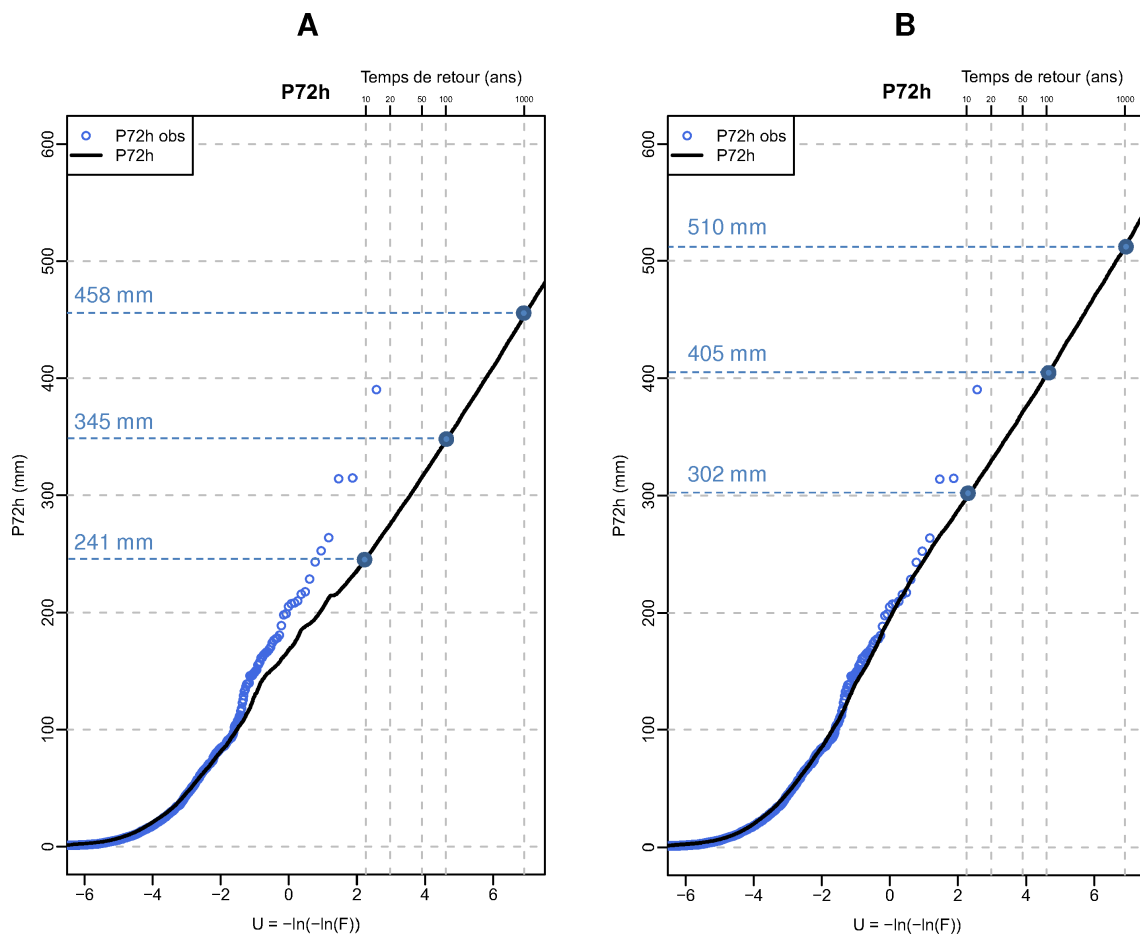 A
B
Temps de retour (ans)
P72h
10 20 50 100 1000
P72h obs
P72h
600
500
400
300
200
100
0
P72h (mm)
458 mm
345 mm
241 mm
−6 −4 −2 0 2 4 6
U = −ln(−ln(F))
Temps de retour (ans)
P72h
10 20 50 100 1000
P72h obs
P72h
600
500
400
300
200
100
0
P72h (mm)
510 mm
405 mm
302 mm
−6 −4 −2 0 2 4 6
U = −ln(−ln(F))